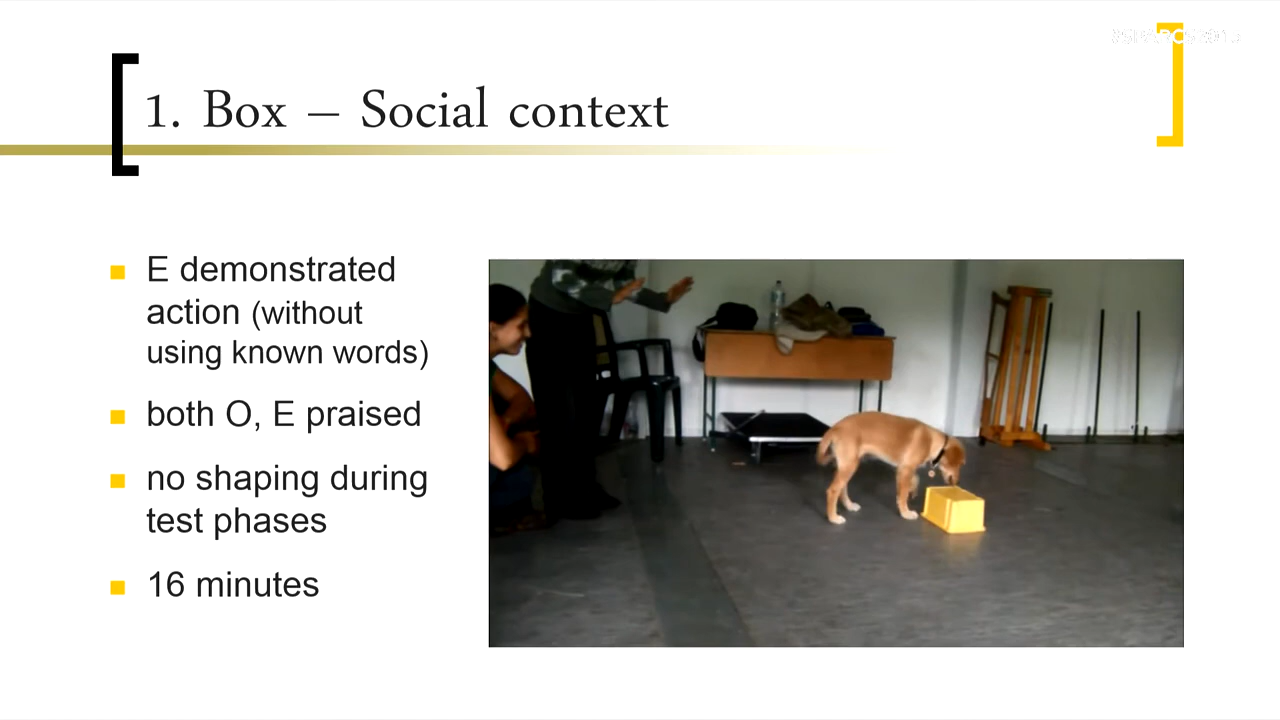 1. Box – Social context
E demonstrated
action (without
using known words)
both O, E praised
no shaping during
test phases
16 minutes